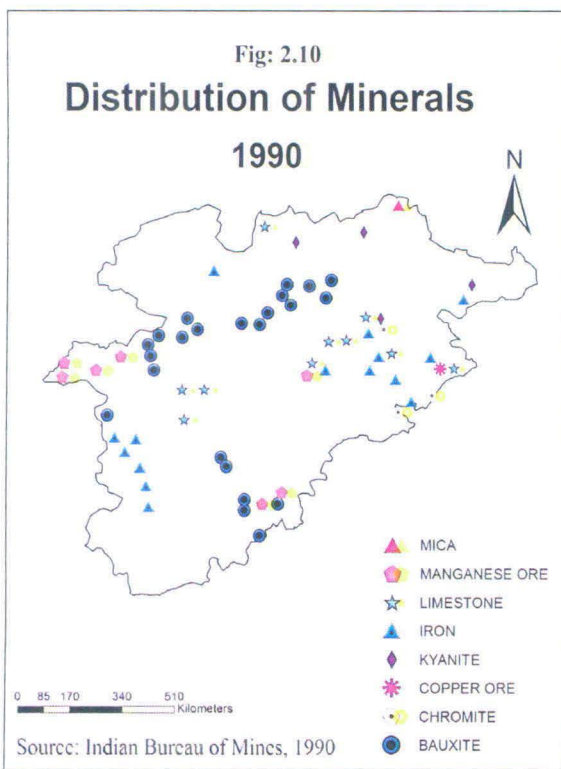 Fig: 2.10
Distribution of Minerals
1990
N
MICA
MANGANESE ORE
LIMESTONE
IRON
KYANITE
COPPER ORE
CHROMITE
BAUXITE
0 85 170 340 510
Kilometers
Source: Indian Bureau of Mines, 1990